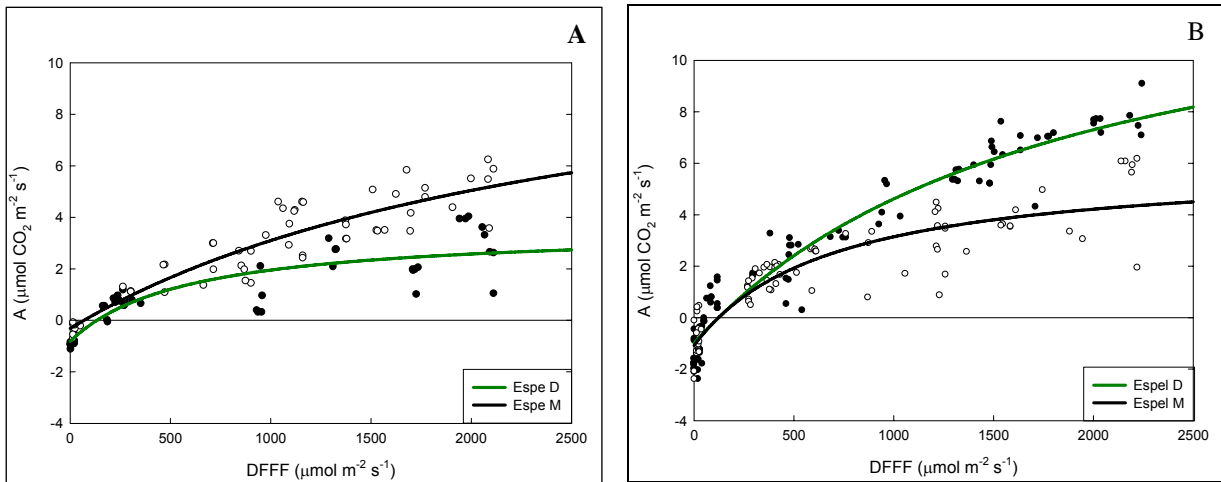 A
10
8
6
4
2
0
-2
-4
A (μmol CO2 m-2 s-1)
0 500 1000 1500 2000 2500
DFFF (μmol m-2 s-1)
Espe D
Espe M
B
10
8
6
4
2
0
-2
-4
A (μmol CO2 m-2 s-1)
0 500 1000 1500 2000 2500
DFFF (μmol m-2 s-1)
Espel D
Espel M